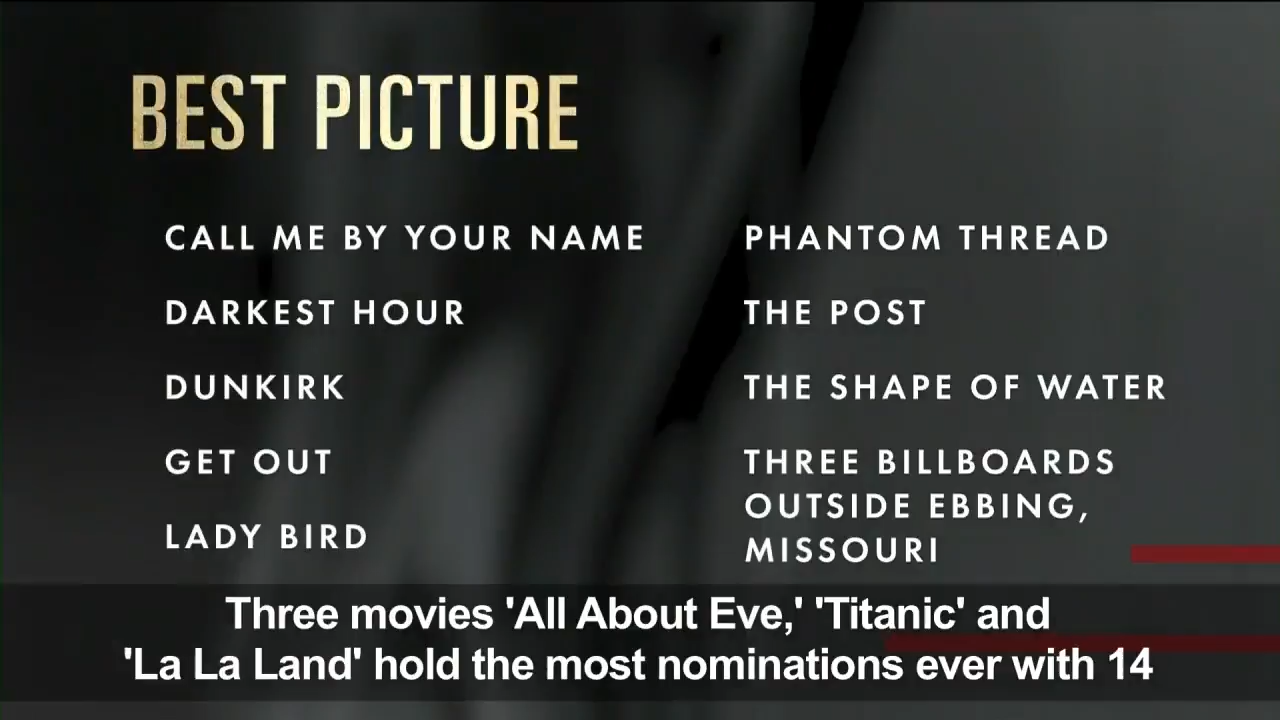 BEST PICTURE
CALL ME BY YOUR NAME
DARKEST HOUR
DUNKIRK
GET OUT
LADY BIRD
PHANTOM THREAD
THE POST
THE SHAPE OF WATER
THREE BILLBOARDS
OUTSIDE EBBING,
MISSOURI
Three movies 'All About Eve,' 'Titanic' and
'La La Land' hold the most nominations ever with 14